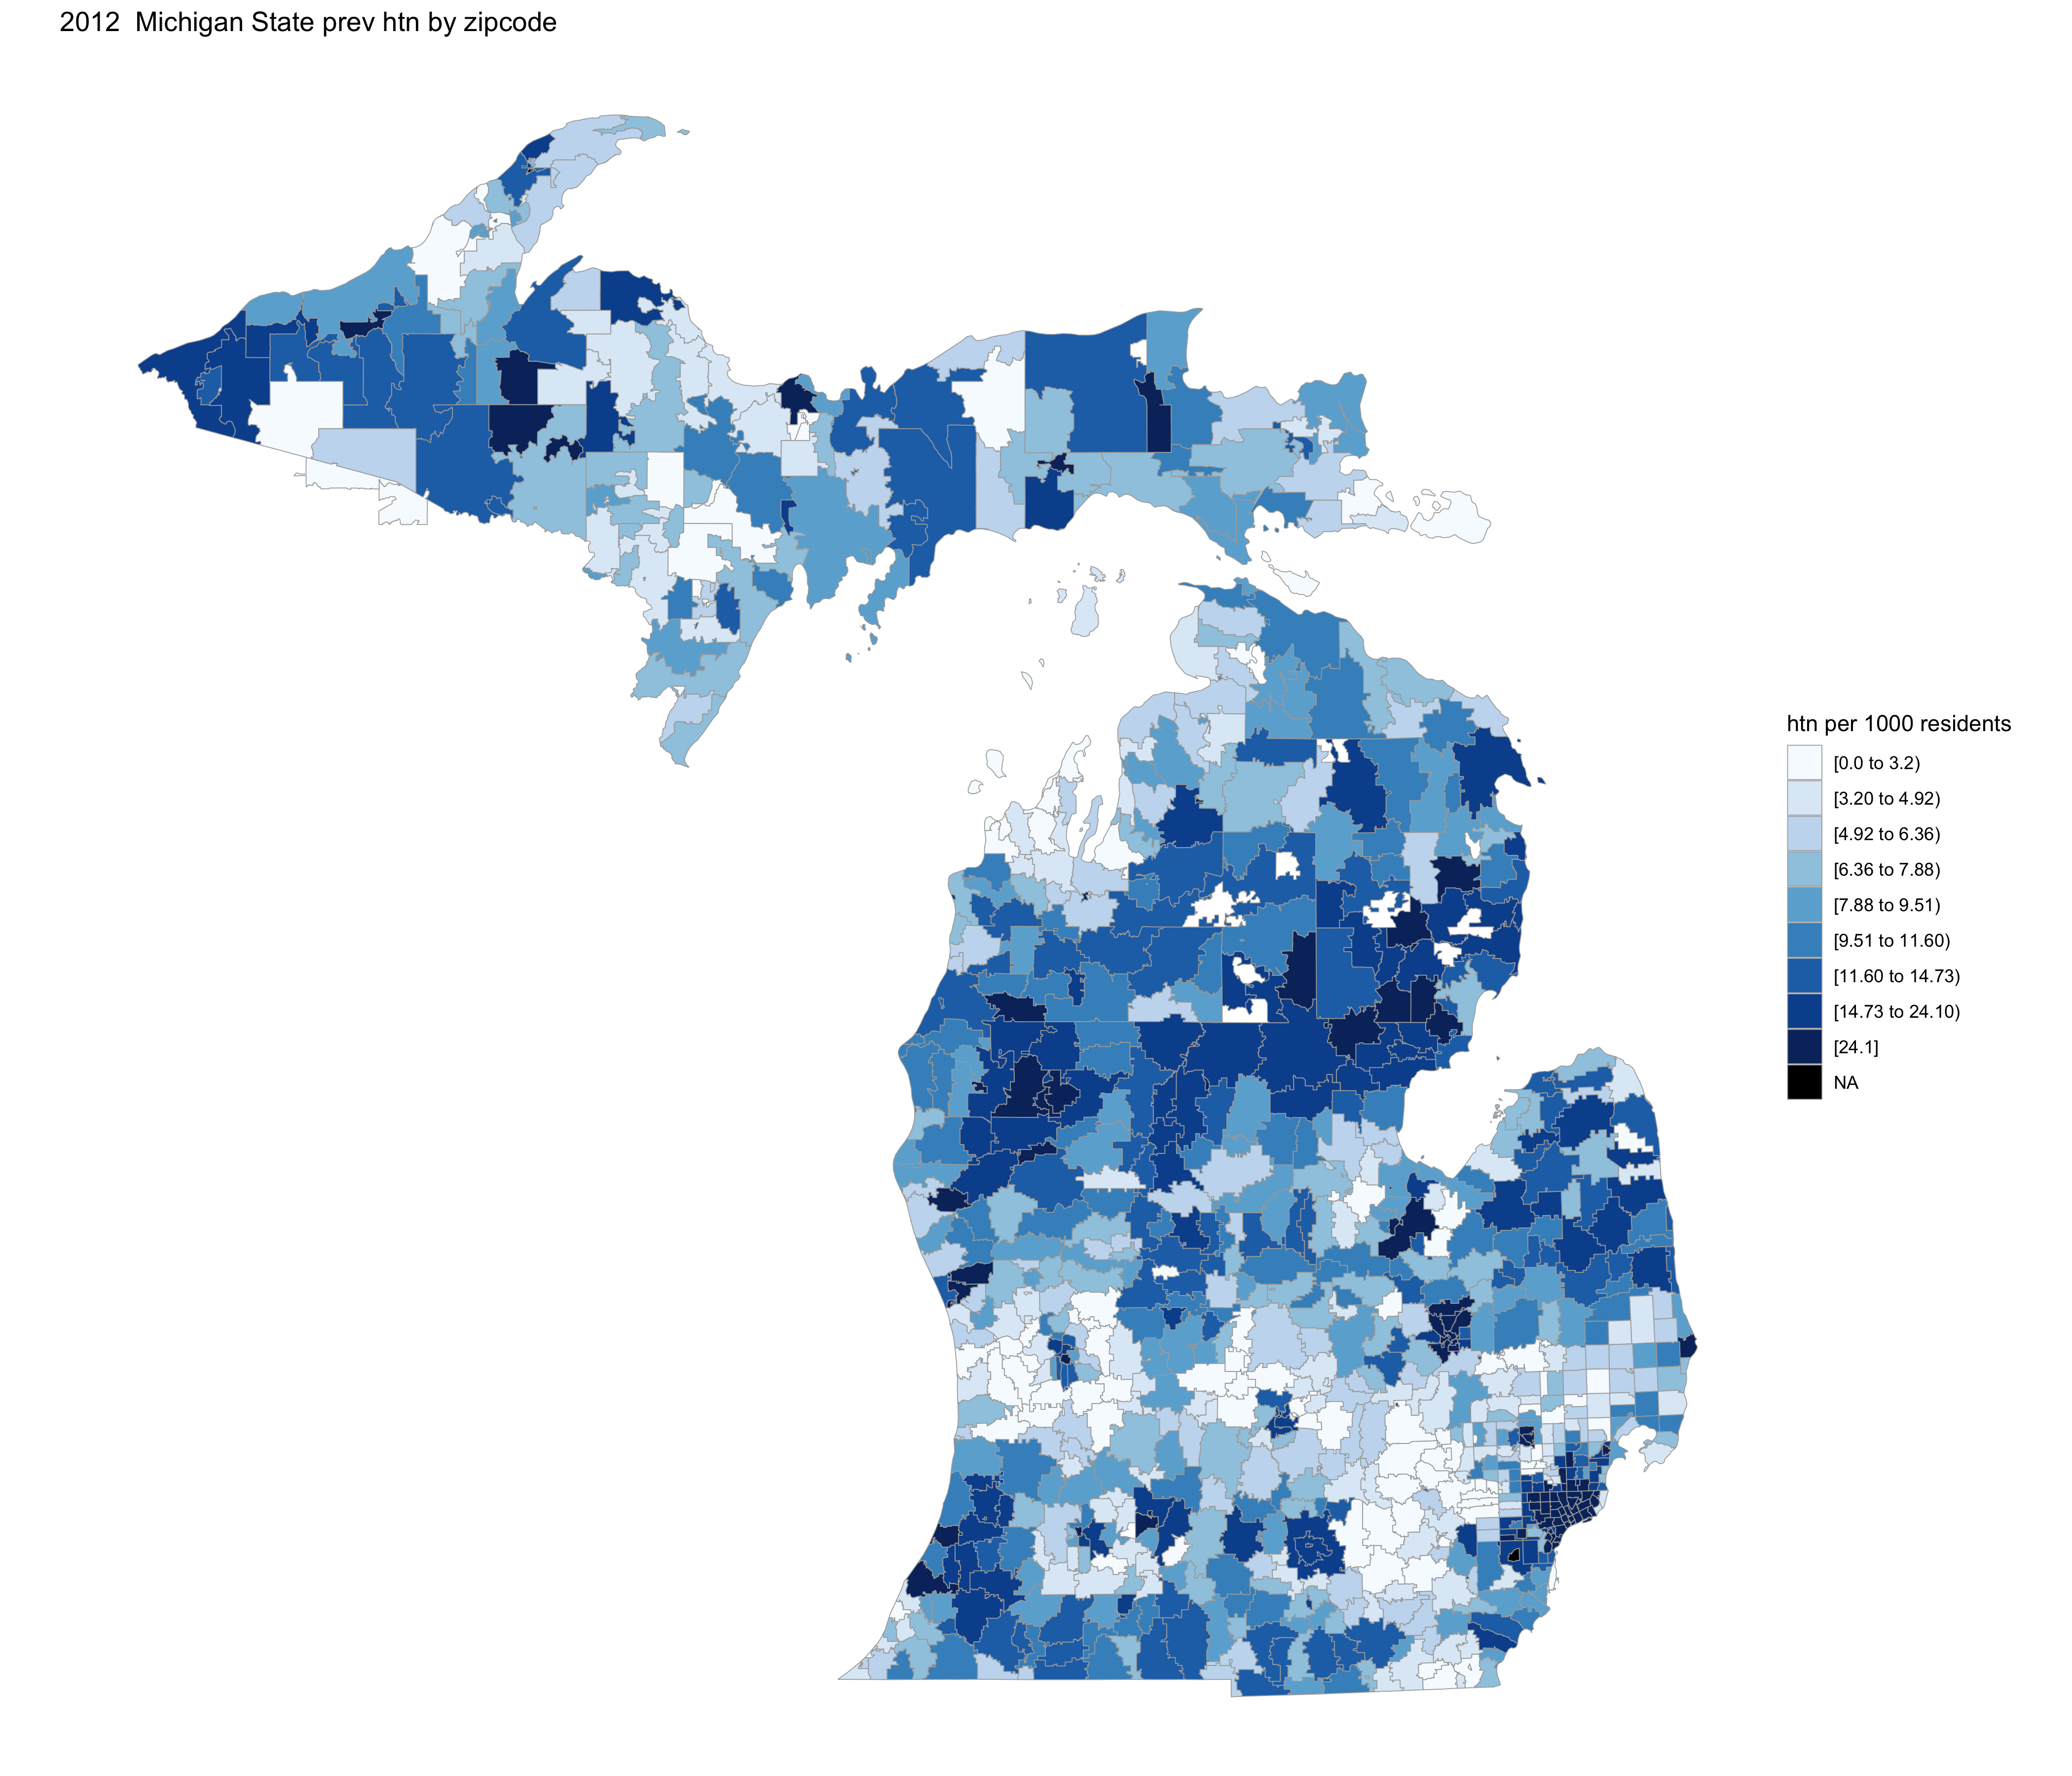 2012  Michigan State prev htn by zipcode
htn per 1000 residents
[0.0 to 3.2)
[3.20 to 4.92)
[4.92 to 6.36)
[6.36 to 7.88)
[7.88 to 9.51)
[9.51 to 11.60)
[11.60 to 14.73)
[14.73 to 24.10)
[24.1]
NA